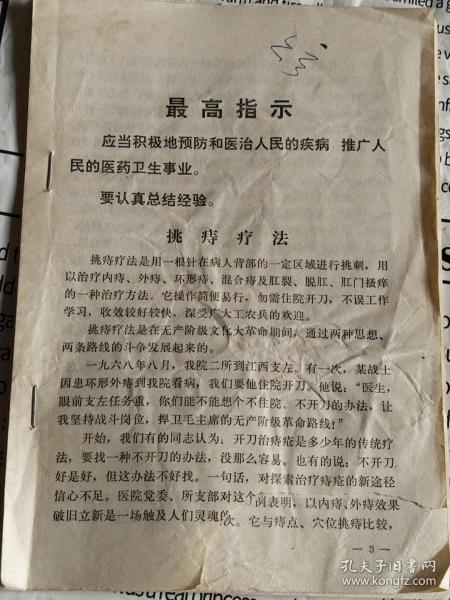 最高指示
应当积极地预防和医治人民的疾病 推广人
民的医药卫生事业。
要认真总结经验。
挑痔疗法
挑痔疗法是用一根针在病人背部的一定区域进行挑刺,用
以治疗内痔、外痔、环形痔、混合痔及肛裂、脱肛、肛门搔痒
的一种治疗方法。它操作简便易行,勿需住院开刀,不误工作
学习,收效较好较快,深受广大工农兵的欢迎。
挑痔疗法是在无产阶级文化大革命期间,通过两种思想、
两条路线的斗争发展起来的。
一九六八年八月,我院二所到江西支左。有一次,某战士
因患环形外痔到我院看病,我们要他住院开刀。他说:“医生,
眼前支左任务重,你们能不能想个不住院、不开刀的办法,让
我坚持战斗岗位,捍卫毛主席的无产阶级革命路线!”
开始,我们有的同志认为:开刀治痔疮是多少年的传统疗
法,要找一种不开刀的办法,没那么容易。也有的说:不开刀
好是好,但这办法不好找。一句话,对探索治疗痔疮的新途径
信心不足。医院党委、所支部对这个
例表明,以内痔、外痔效果
破旧立新是一场触及人们灵魂的
次。它与痔点、穴位挑痔比较,
— 3 —
孔夫子旧书网
www.kongfz.com